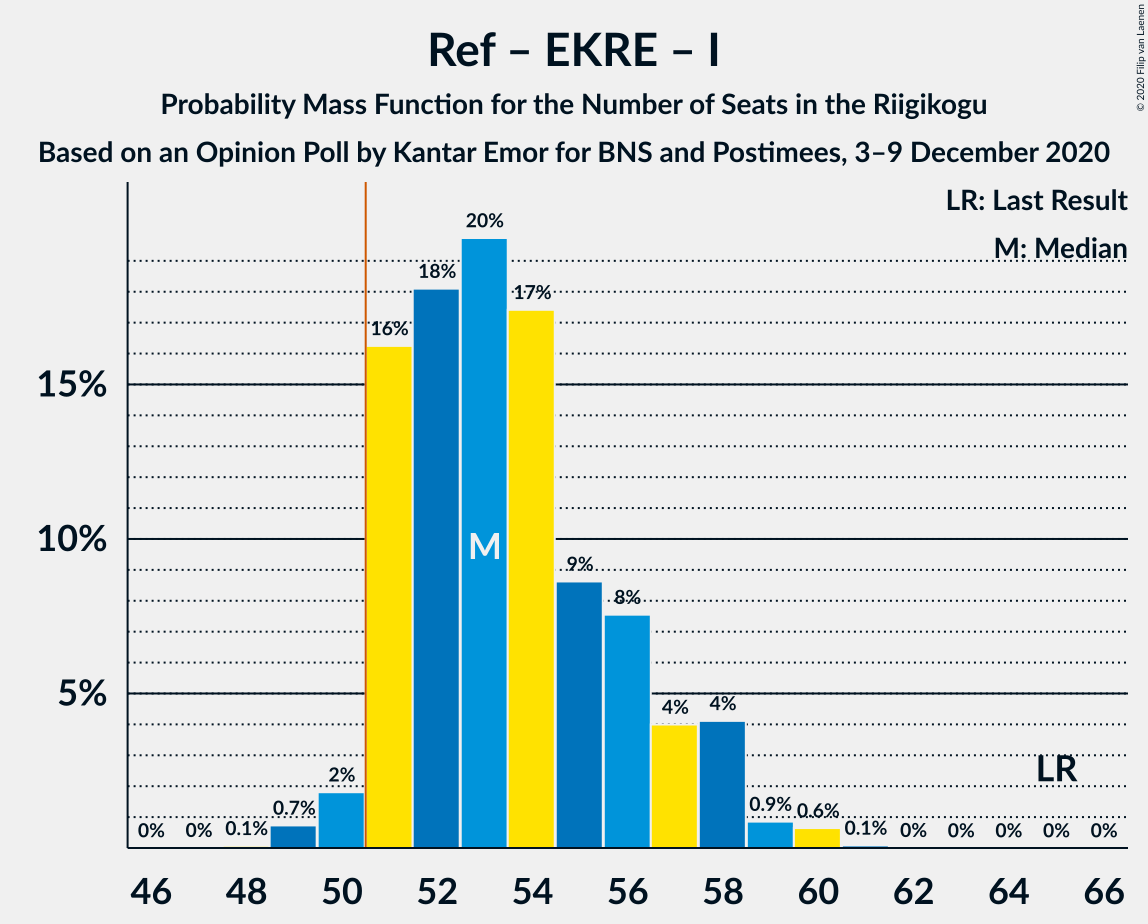 Ref – EKRE – I
Probability Mass Function for the Number of Seats in the Riigikogu
Based on an Opinion Poll by Kantar Emor for BNS and Postimees, 3–9 December 2020
© 2020 Filip van Laenen
LR: Last Result
M: Median
15%
10%
5%
0% 0% 0.1% 0.7% 2% 16% 18% 20% 17% 9% 8% 4% 4% 0.9% 0.6% 0.1% 0% 0% 0% 0% 0%
M
LR
46 48 50 52 54 56 58 60 62 64 66